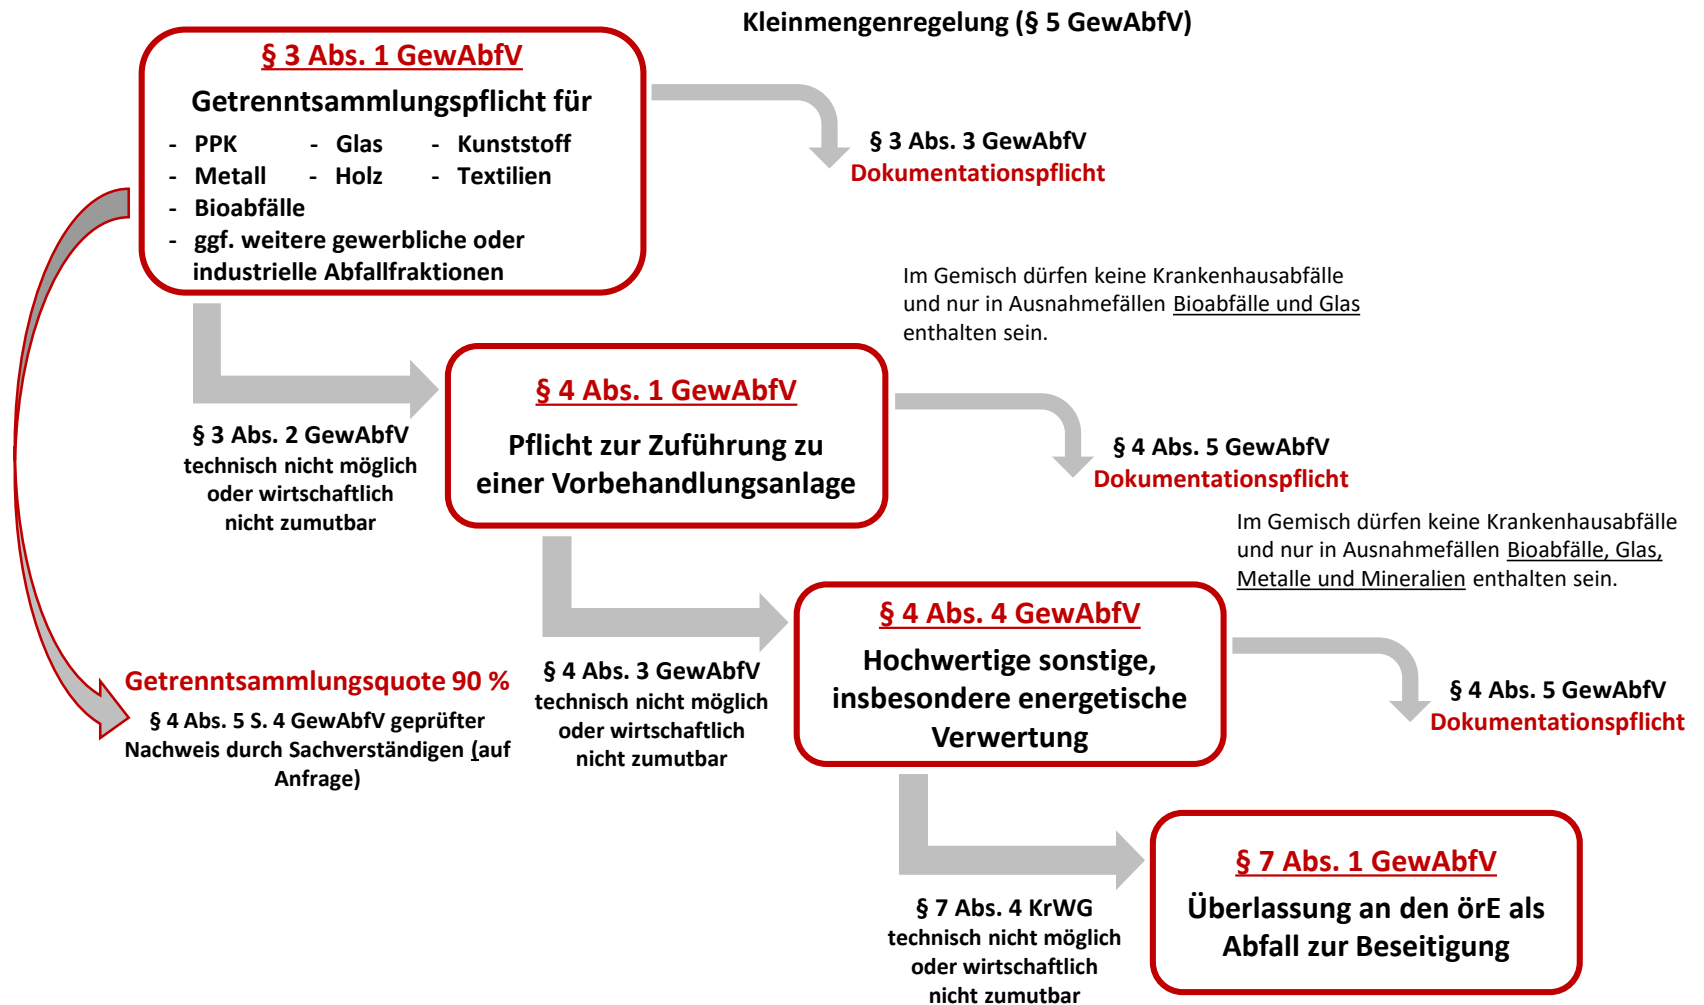 Kleinmengenregelung (§ 5 GewAbfV)
§ 3 Abs. 1 GewAbfV
Getrenntsammlungspflicht für
- PPK - Glas - Kunststoff
- Metall - Holz - Textilien
- Bioabfälle
- ggf. weitere gewerbliche oder
industrielle Abfallfraktionen
§ 3 Abs. 3 GewAbfV
Dokumentationspflicht
Im Gemisch dürfen keine Krankenhausabfälle
und nur in Ausnahmefällen Bioabfälle und Glas
enthalten sein.
§ 3 Abs. 2 GewAbfV
technisch nicht möglich
oder wirtschaftlich
nicht zumutbar
§ 4 Abs. 1 GewAbfV
Pflicht zur Zuführung zu
einer Vorbehandlungsanlage
§ 4 Abs. 5 GewAbfV
Dokumentationspflicht
Im Gemisch dürfen keine Krankenhausabfälle
und nur in Ausnahmefällen Bioabfälle, Glas,
Metalle und Mineralien enthalten sein.
Getrenntsammlungsquote 90 %
§ 4 Abs. 5 S. 4 GewAbfV geprüfter
Nachweis durch Sachverständigen (auf
Anfrage)
§ 4 Abs. 3 GewAbfV
technisch nicht möglich
oder wirtschaftlich
nicht zumutbar
§ 4 Abs. 4 GewAbfV
Hochwertige sonstige,
insbesondere energetische
Verwertung
§ 4 Abs. 5 GewAbfV
Dokumentationspflicht
§ 7 Abs. 4 KrWG
technisch nicht möglich
oder wirtschaftlich
nicht zumutbar
§ 7 Abs. 1 GewAbfV
Überlassung an den örE als
Abfall zur Beseitigung